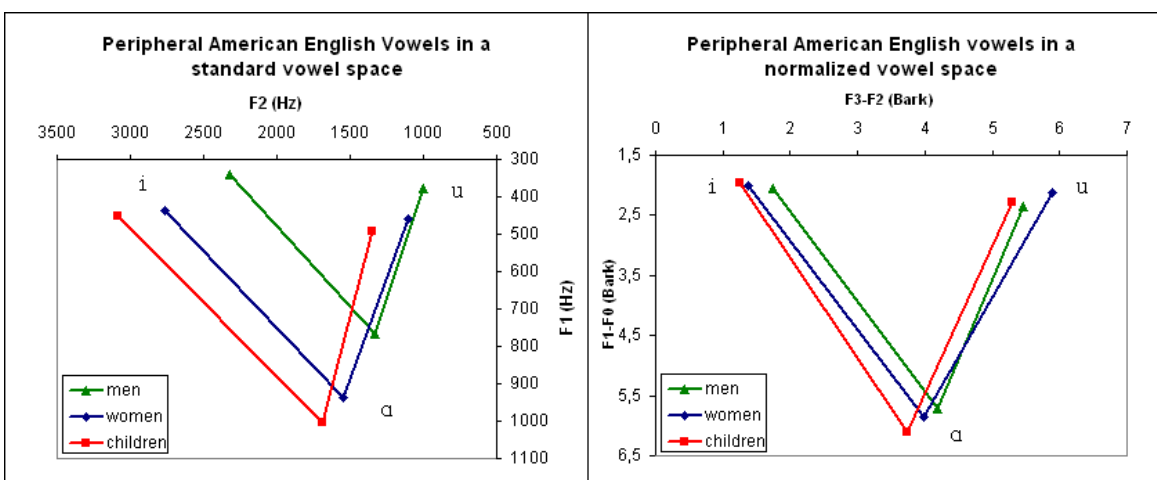 Peripheral American English Vowels in a
standard vowel space
F2 (Hz)
3500 3000 2500 2000 1500 1000 500
300
400
500
600
700
800
900
1000
1100
F1 (Hz)
i
u
a
men
women
children
Peripheral American English vowels in a
normalized vowel space
F3-F2 (Bark)
0 1 2 3 4 5 6 7
1,5
2,5
3,5
4,5
5,5
6,5
F1-F0 (Bark)
i
u
ɑ
men
women
children